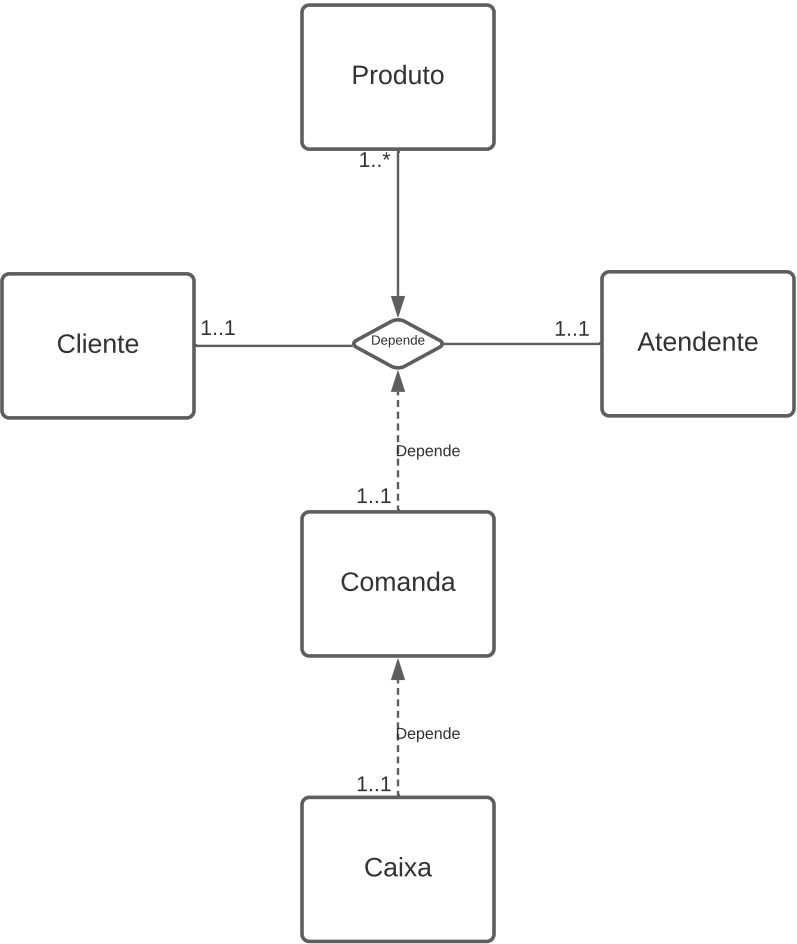 Produto
1..*
Cliente
1..1
Depende
1..1
Atendente
Depende
1..1
Comanda
Depende
1..1
Caixa